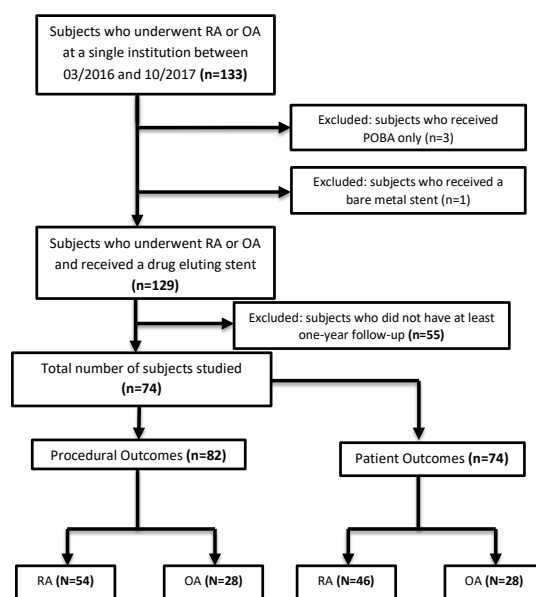 Subjects who underwent RA or OA
at a single institution between
03/2016 and 10/2017 (n=133)
Excluded: subjects who received
POBA only (n=3)
Excluded: subjects who received a
bare metal stent (n=1)
Subjects who underwent RA or OA
and received a drug eluting stent
(n=129)
Excluded: subjects who did not have at least
one-year follow-up (n=55)
Total number of subjects studied
(n=74)
Procedural Outcomes (n=82)
Patient Outcomes (n=74)
RA (N=54)
OA (N=28)
RA (N=46)
OA (N=28)